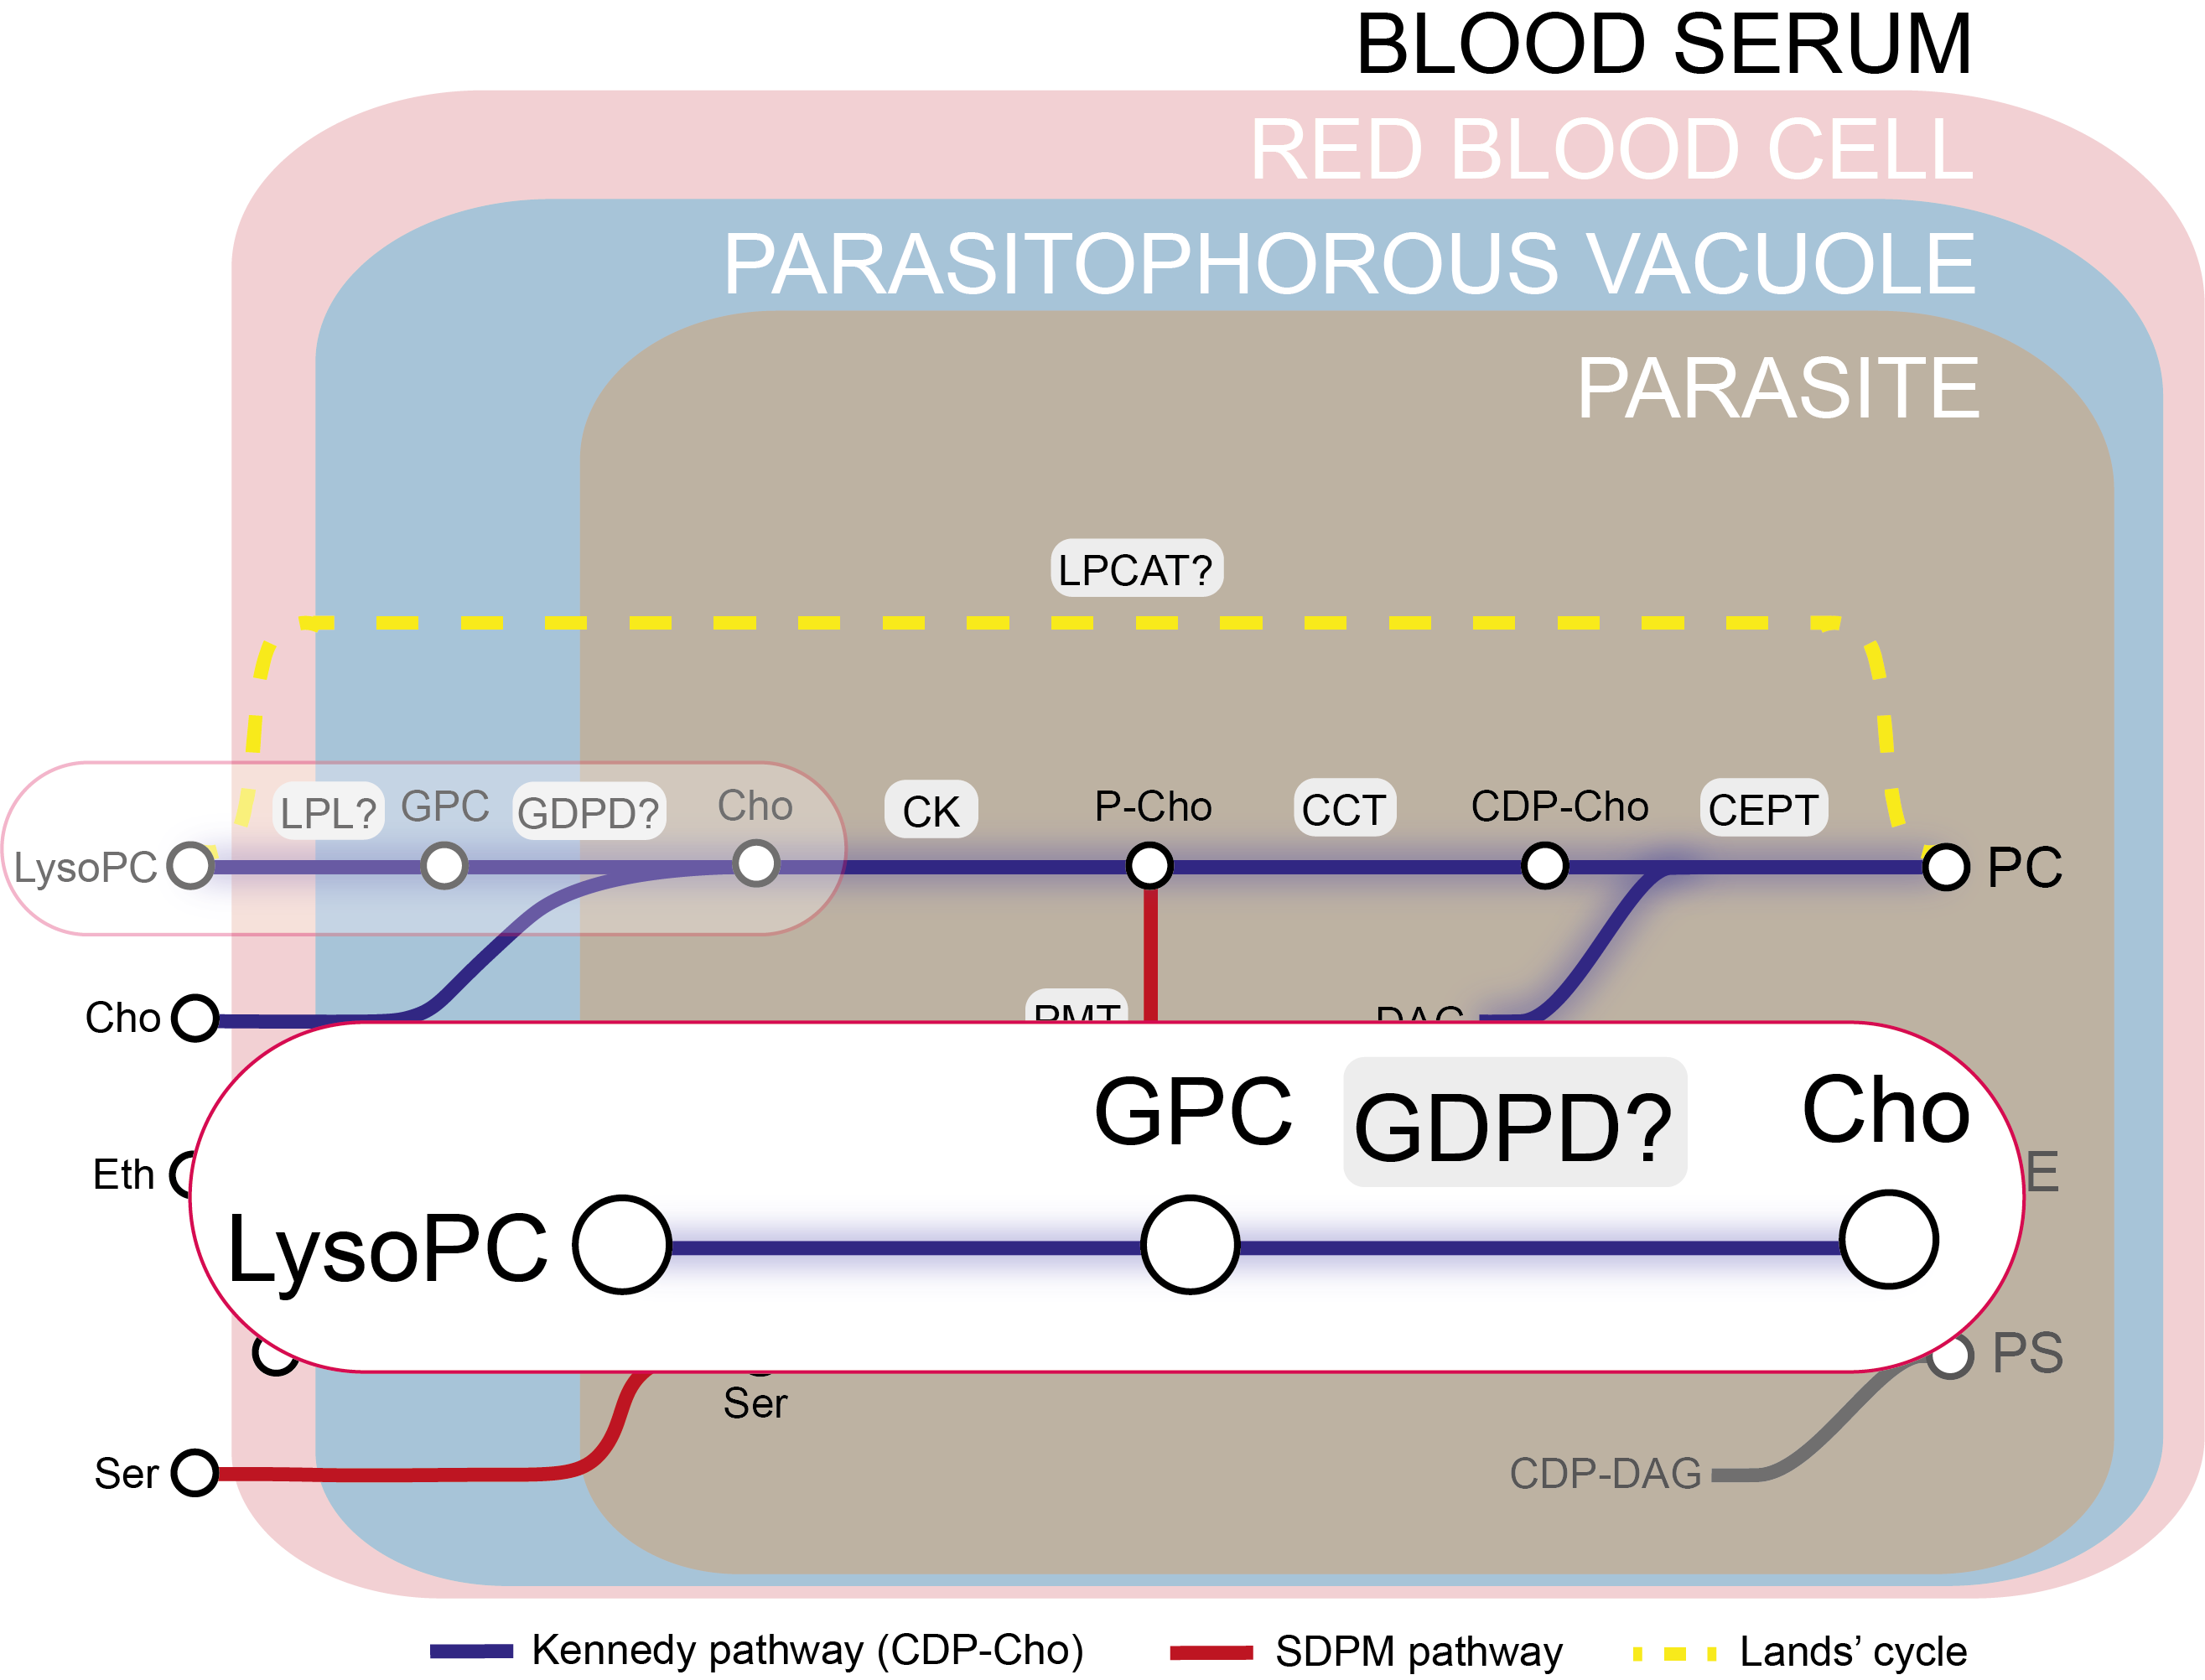 BLOOD SERUM
RED BLOOD CELL
PARASITOPHOROUS VACUOLE
PARASITE
LPCAT?
LysoPC
LPL?
GPC
GDPD?
Cho
CK
P-Cho
CCT
CDP-Cho
CEPT
PC
Cho
PMT
DAG
GPC
GDPD?
Cho
Eth
E
LysoPC
PS
Ser
Ser
CDP-DAG
Kennedy pathway (CDP-Cho)
SDPM pathway
Lands’ cycle